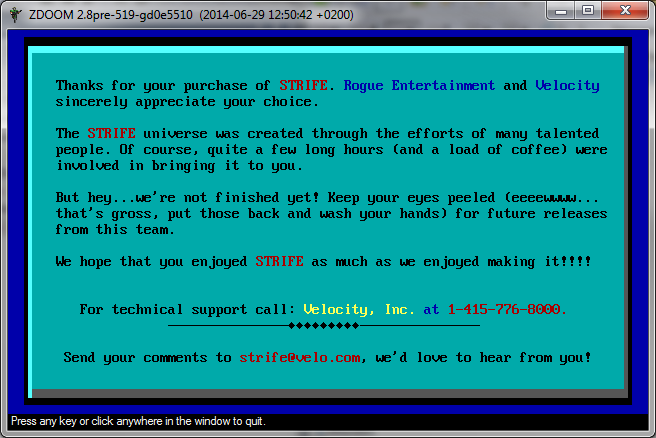 ZDOOM 2.8pre-519-gd0e5510 (2014-06-29 12:50:42 +0200)
Thanks for your purchase of STRIFE. Rogue Entertainment and Velocity
sincerely appreciate your choice.
The STRIFE universe was created through the efforts of many talented
people. Of course, quite a few long hours (and a load of coffee) were
involved in bringing it to you.
But hey...we're not finished yet! Keep your eyes peeled (eeeewwww...
that's gross, put those back and wash your hands) for future releases
from this team.
We hope that you enjoyed STRIFE as much as we enjoyed making it!!!!
For technical support call: Velocity, Inc. at 1-415-776-8000.
Send your comments to strife@velo.com, we'd love to hear from you!
Press any key or click anywhere in the window to quit.